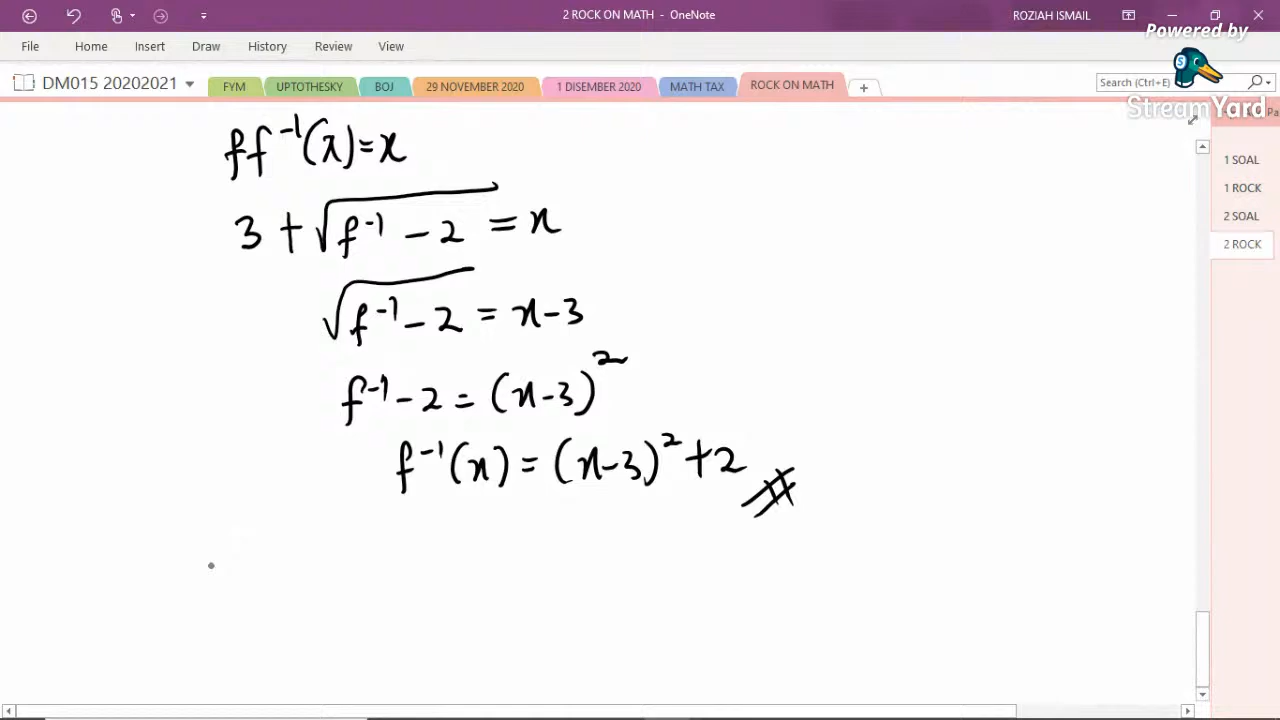 2 ROCK ON MATH - OneNote
ROZIAH ISMAIL
Powered by
StreamYard
File Home Insert Draw History Review View
DM015 20202021
FYM UPTOTHESKY BOJ 29 NOVEMBER 2020 1 DISEMBER 2020 MATH TAX ROCK ON MATH +
Search (Ctrl+E)
1 SOAL
1 ROCK
2 SOAL
2 ROCK
ff⁻¹(x)=x
3 + √(f⁻¹ - 2) = x
√(f⁻¹ - 2) = x-3
f⁻¹ - 2 = (x-3)²
f⁻¹(x) = (x-3)² + 2